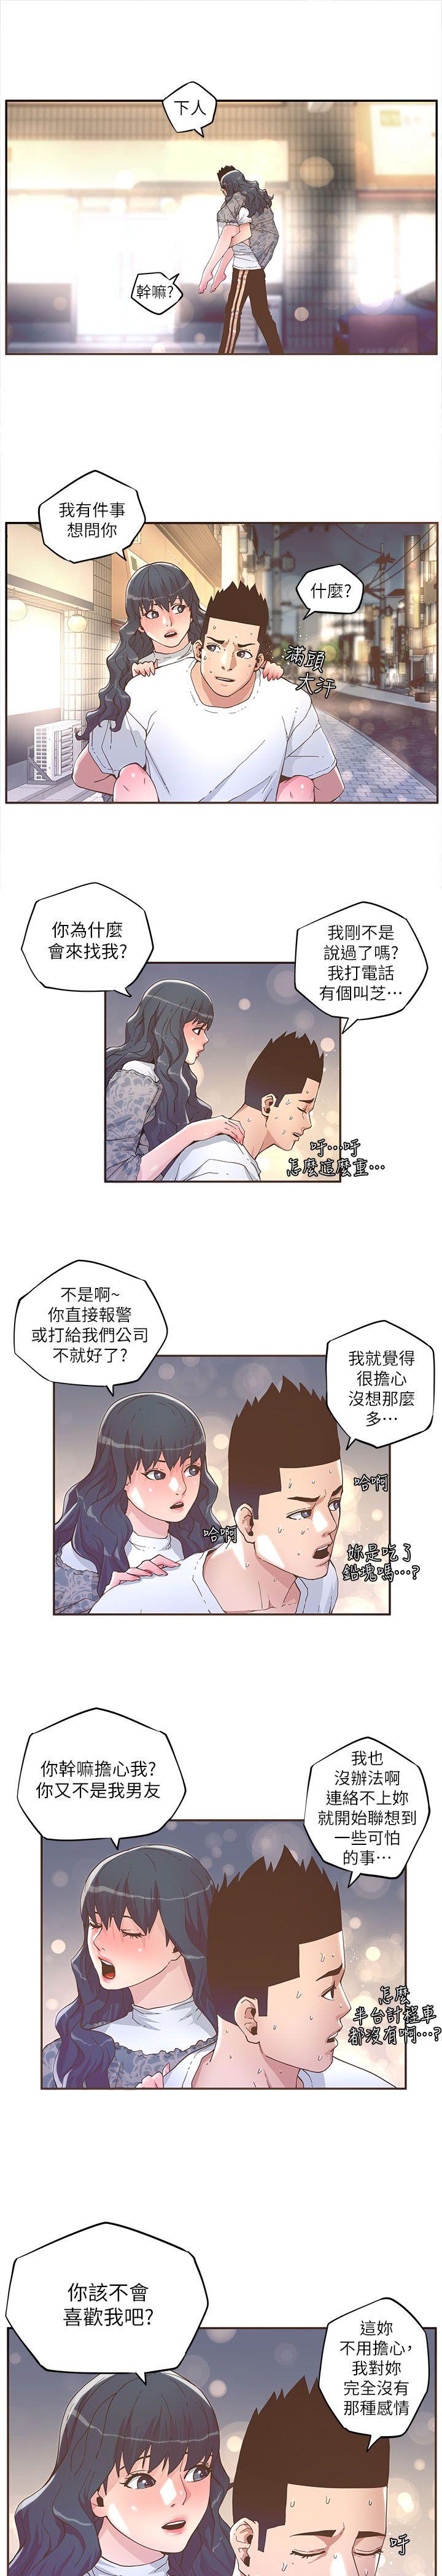 下人
幹嘛?
我有件事
想問你
什麼?
滿頭
大汗
你為什麼
會來找我?
我剛不是
說過了嗎?
我打電話
有個叫芝…
吁…吁
怎麼這麼重…
不是啊~
你直接報警
或打給我們公司
不就好了?
我就覺得
很擔心
沒想那麼
多…
哈啊
哈啊
妳是吃了
鉛塊嗎…?
你幹嘛擔心我?
你又不是我男友
我也
沒辦法啊
連絡不上妳
就開始聯想到
一些可怕
的事…
怎麼
半台計程車
都沒有啊…?
你該不會
喜歡我吧?
這妳
不用擔心,
我對妳
完全沒有
那種感情
吁